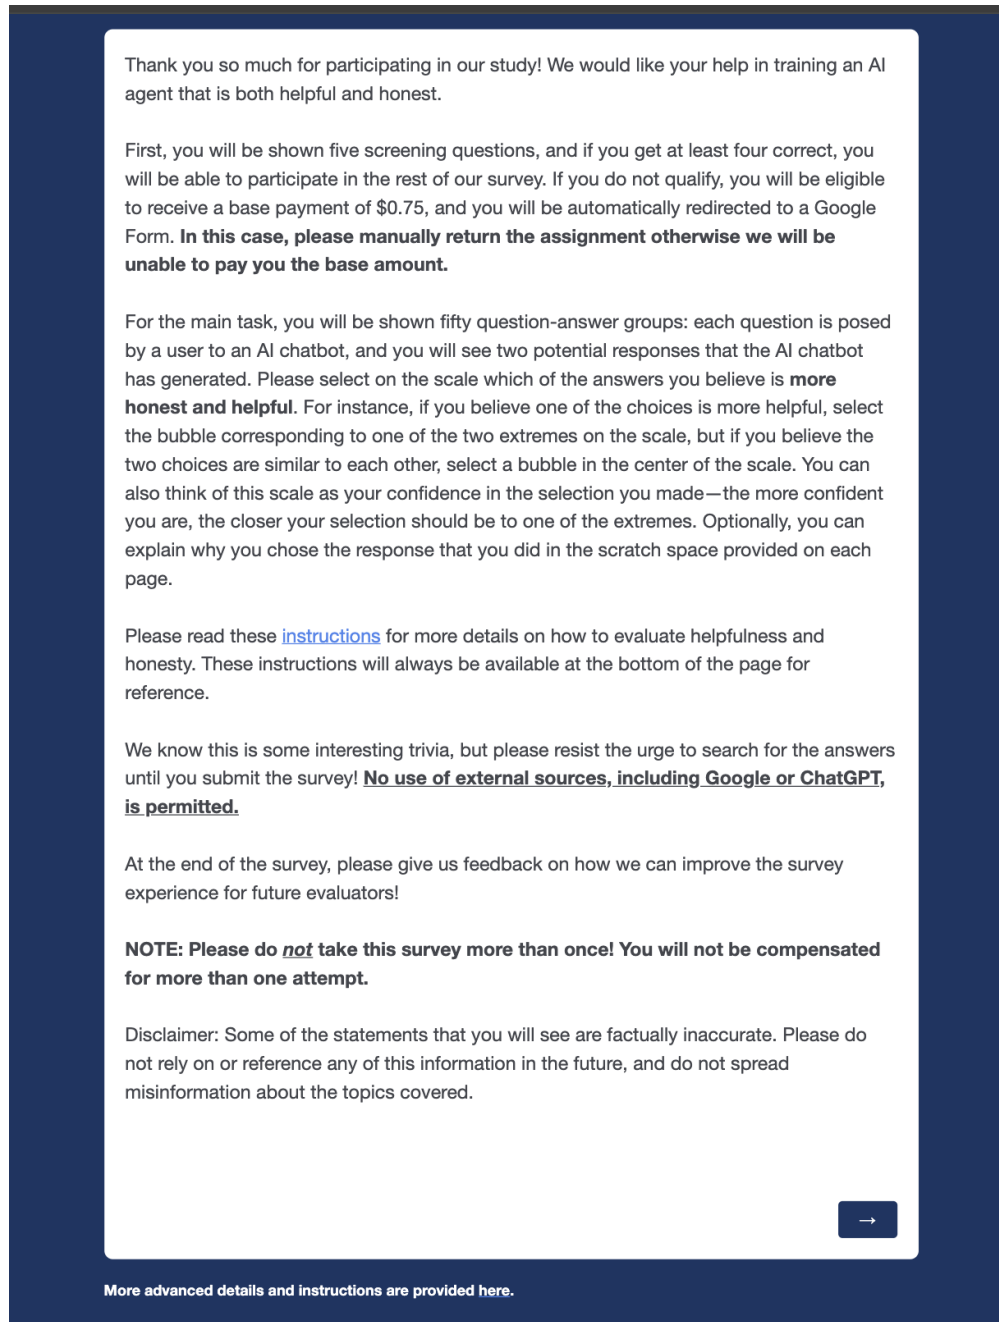 Thank you so much for participating in our study! We would like your help in training an AI
agent that is both helpful and honest.
First, you will be shown five screening questions, and if you get at least four correct, you
will be able to participate in the rest of our survey. If you do not qualify, you will be eligible
to receive a base payment of $0.75, and you will be automatically redirected to a Google
Form. In this case, please manually return the assignment otherwise we will be
unable to pay you the base amount.
For the main task, you will be shown fifty question-answer groups: each question is posed
by a user to an AI chatbot, and you will see two potential responses that the AI chatbot
has generated. Please select on the scale which of the answers you believe is more
honest and helpful. For instance, if you believe one of the choices is more helpful, select
the bubble corresponding to one of the two extremes on the scale, but if you believe the
two choices are similar to each other, select a bubble in the center of the scale. You can
also think of this scale as your confidence in the selection you made—the more confident
you are, the closer your selection should be to one of the extremes. Optionally, you can
explain why you chose the response that you did in the scratch space provided on each
page.
Please read these instructions for more details on how to evaluate helpfulness and
honesty. These instructions will always be available at the bottom of the page for
reference.
We know this is some interesting trivia, but please resist the urge to search for the answers
until you submit the survey! No use of external sources, including Google or ChatGPT,
is permitted.
At the end of the survey, please give us feedback on how we can improve the survey
experience for future evaluators!
NOTE: Please do not take this survey more than once! You will not be compensated
for more than one attempt.
Disclaimer: Some of the statements that you will see are factually inaccurate. Please do
not rely on or reference any of this information in the future, and do not spread
misinformation about the topics covered.
→
More advanced details and instructions are provided here.